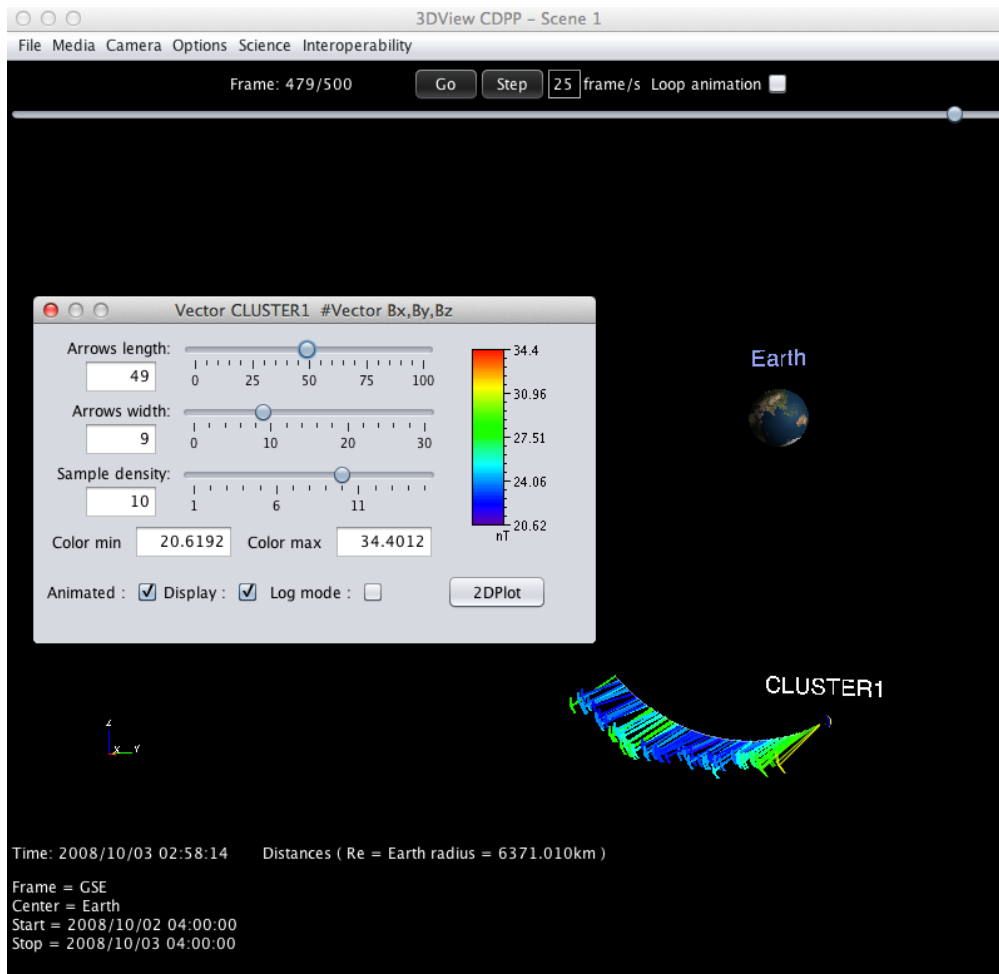 3DView CDPP – Scene 1
File Media Camera Options Science Interoperability
Frame: 479/500 Go Step 25 frame/s Loop animation
Vector CLUSTER1 #Vector Bx,By,Bz
Arrows length:
49
0 25 50 75 100
Arrows width:
9
0 10 20 30
Sample density:
10
1 6 11
34.4
30.96
27.51
24.06
20.62
nT
Color min 20.6192 Color max 34.4012
Animated : Display : Log mode : 2DPlot
Earth
CLUSTER1
Z
X Y
Time: 2008/10/03 02:58:14 Distances ( Re = Earth radius = 6371.010km )
Frame = GSE
Center = Earth
Start = 2008/10/02 04:00:00
Stop = 2008/10/03 04:00:00